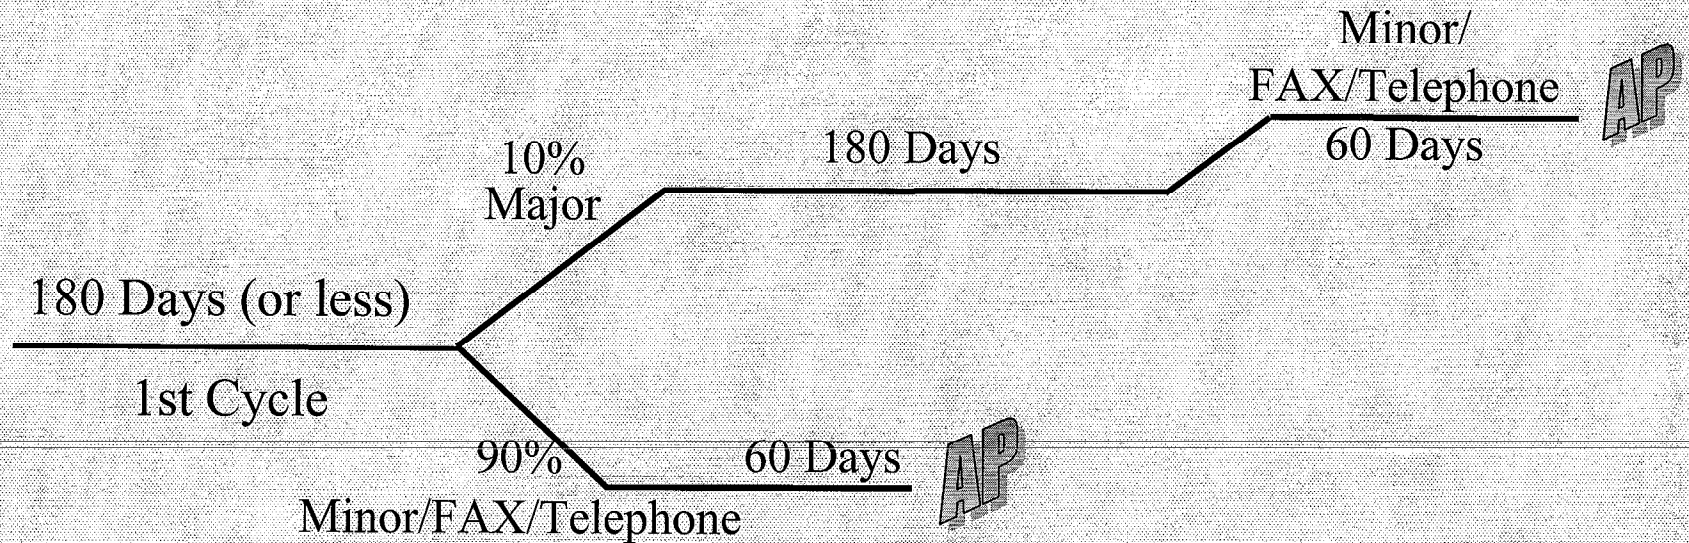 Minor/
FAX/Telephone
AP
60 Days
10%
Major
180 Days
180 Days (or less)
1st Cycle
90%
60 Days
AP
Minor/FAX/Telephone